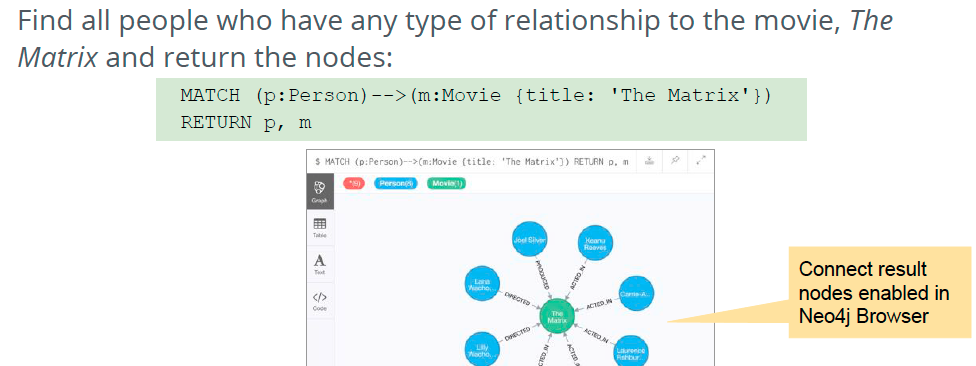 Find all people who have any type of relationship to the movie, The
Matrix and return the nodes:
MATCH (p:Person)-->(m:Movie {title: 'The Matrix'})
RETURN p, m
$ MATCH (p:Person)-->(m:Movie {title: 'The Matrix'}) RETURN p, m
*(9) Person(8) Movie(1)
Graph
Table
A
Text
</>
Code
Joel Silver
Keanu
Reeves
PRODUCED
ACTED_IN
Lana
Wacho...
DIRECTED
ACTED_IN
Carrie-A...
The
Matrix
DIRECTED
ACTED_IN
Lilly
Wacho...
Laurence
Fishbur...
Connect result
nodes enabled in
Neo4j Browser